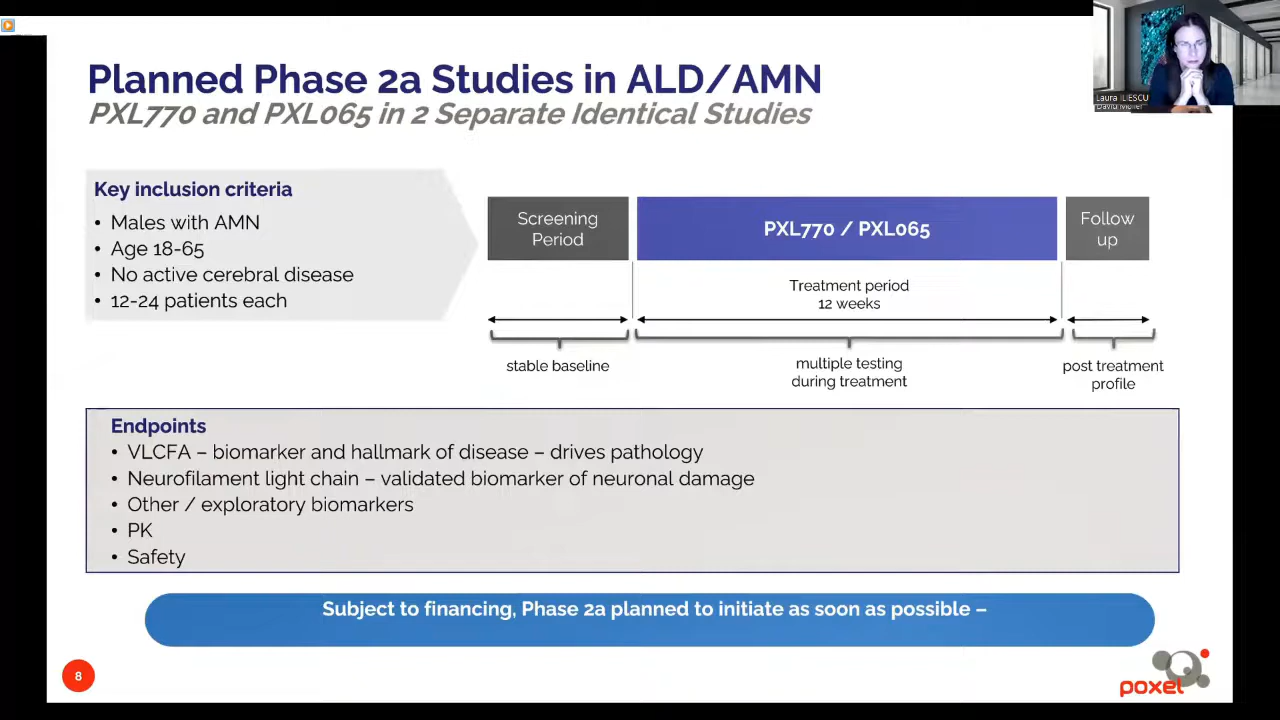 Planned Phase 2a Studies in ALD/AMN
PXL770 and PXL065 in 2 Separate Identical Studies
Laura ILIESCU
Key inclusion criteria
• Males with AMN
• Age 18-65
• No active cerebral disease
• 12-24 patients each
Screening
Period
PXL770 / PXL065
Follow
up
Treatment period
12 weeks
stable baseline
multiple testing
during treatment
post treatment
profile
Endpoints
• VLCFA – biomarker and hallmark of disease – drives pathology
• Neurofilament light chain – validated biomarker of neuronal damage
• Other / exploratory biomarkers
• PK
• Safety
Subject to financing, Phase 2a planned to initiate as soon as possible –
8
poxel